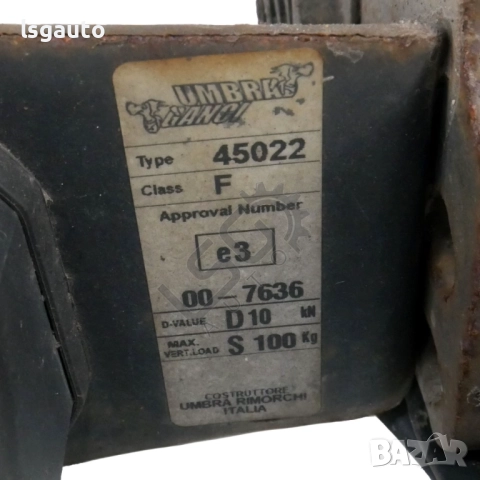 lsgauto
UMBRA
GANCI
Type 45022
Class F
Approval Number
e3
00-7636
D-VALUE D10 kN
MAX.
VERT.LOAD S 100 Kg
COSTRUTTORE
UMBRA RIMORCHI
ITALIA
BAZAR